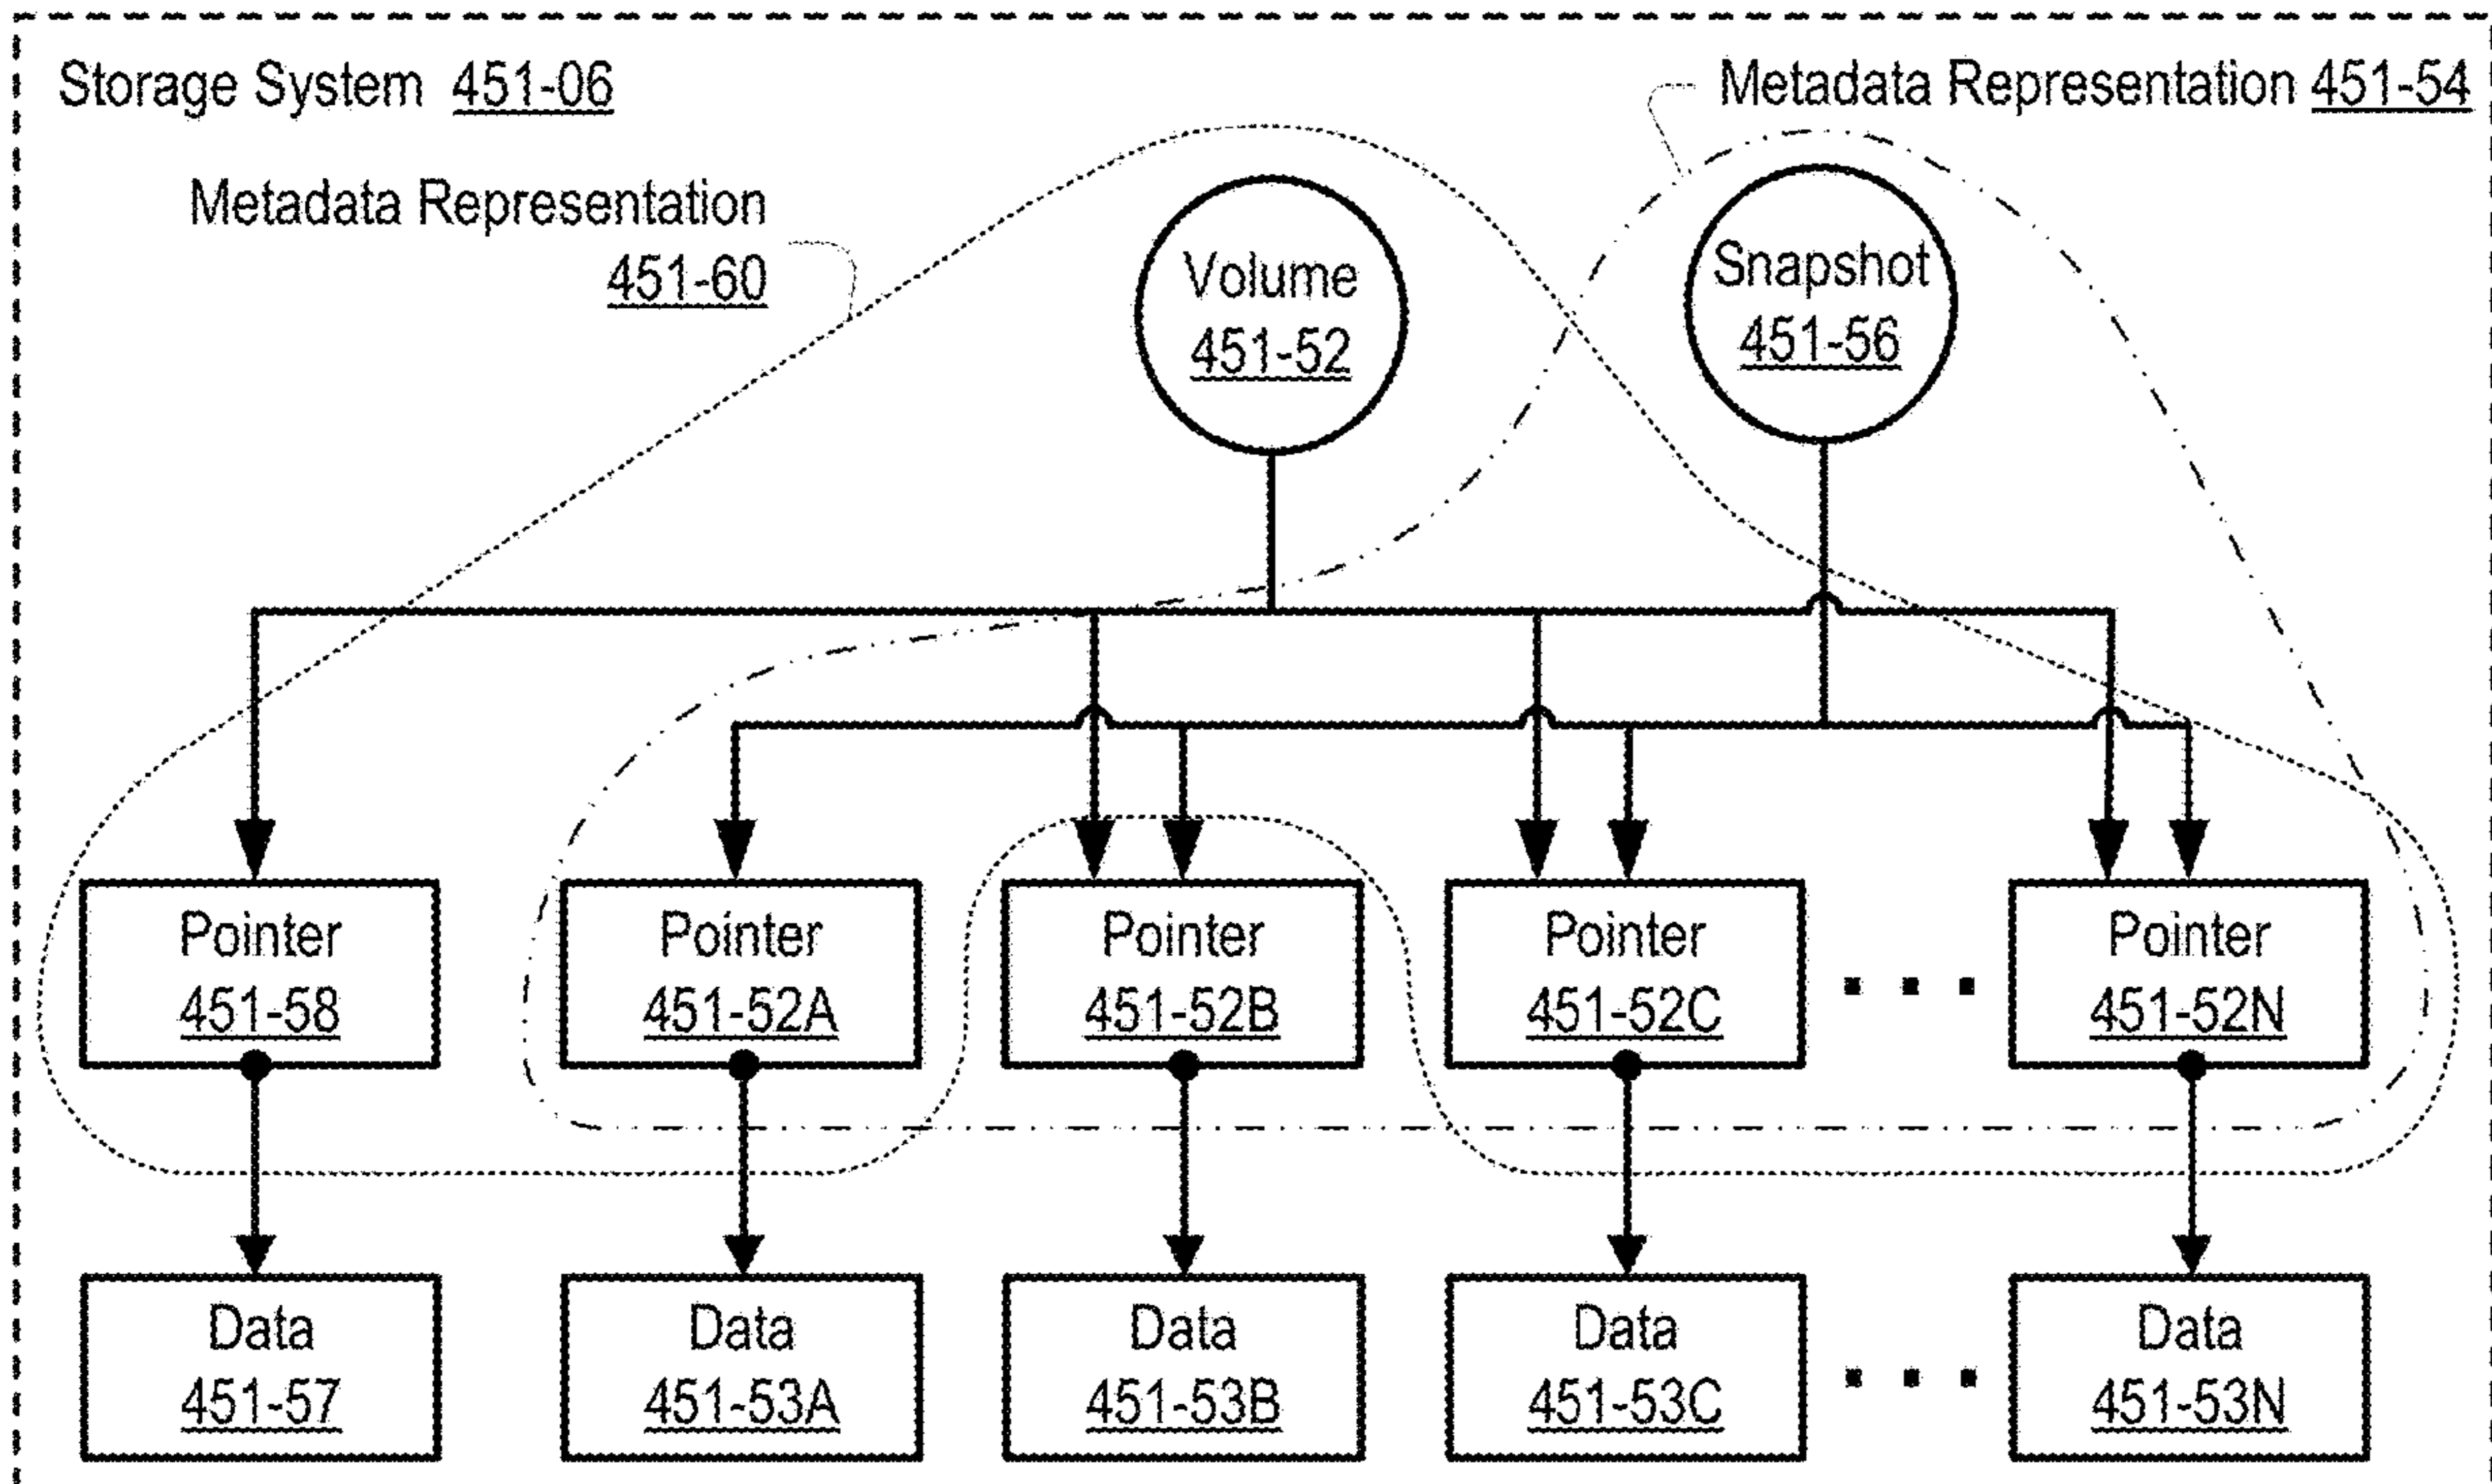 Storage System 451-06
Metadata Representation 451-54
Metadata Representation
451-60
Volume
451-52
Snapshot
451-56
Pointer
451-58
Pointer
451-52A
Pointer
451-52B
Pointer
451-52C
Pointer
451-52N
Data
451-57
Data
451-53A
Data
451-53B
Data
451-53C
Data
451-53N